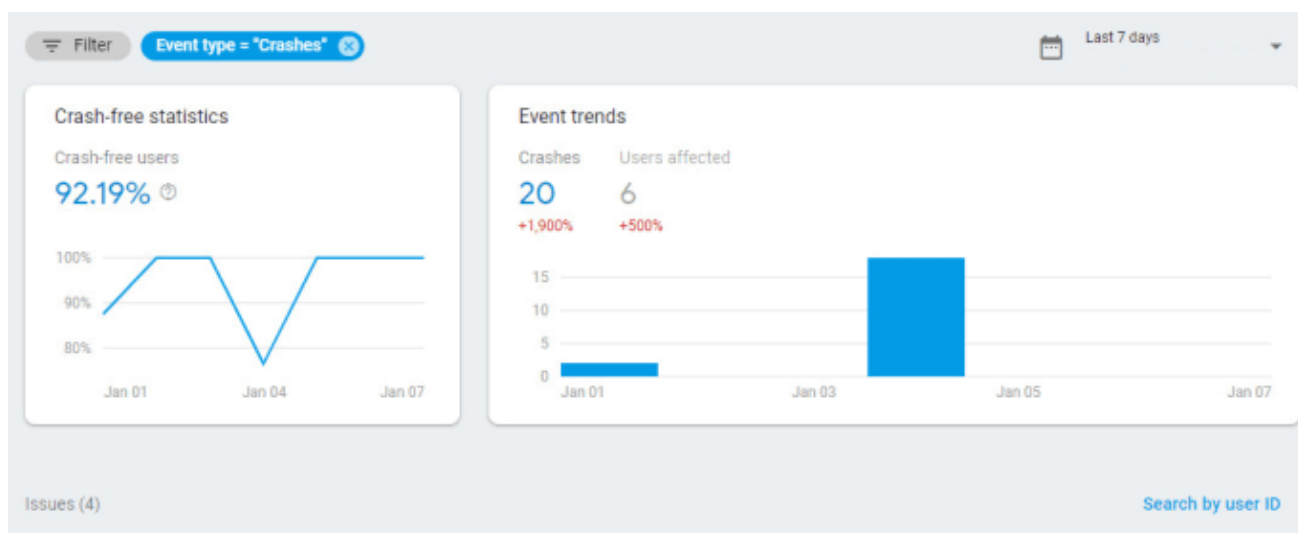 Filter Event type = "Crashes" Last 7 days
Crash-free statistics
Crash-free users
92.19%
100%
90%
80%
Jan 01 Jan 04 Jan 07
Event trends
Crashes Users affected
20 6
+1,900% +500%
15
10
5
0
Jan 01 Jan 03 Jan 05 Jan 07
Issues (4) Search by user ID